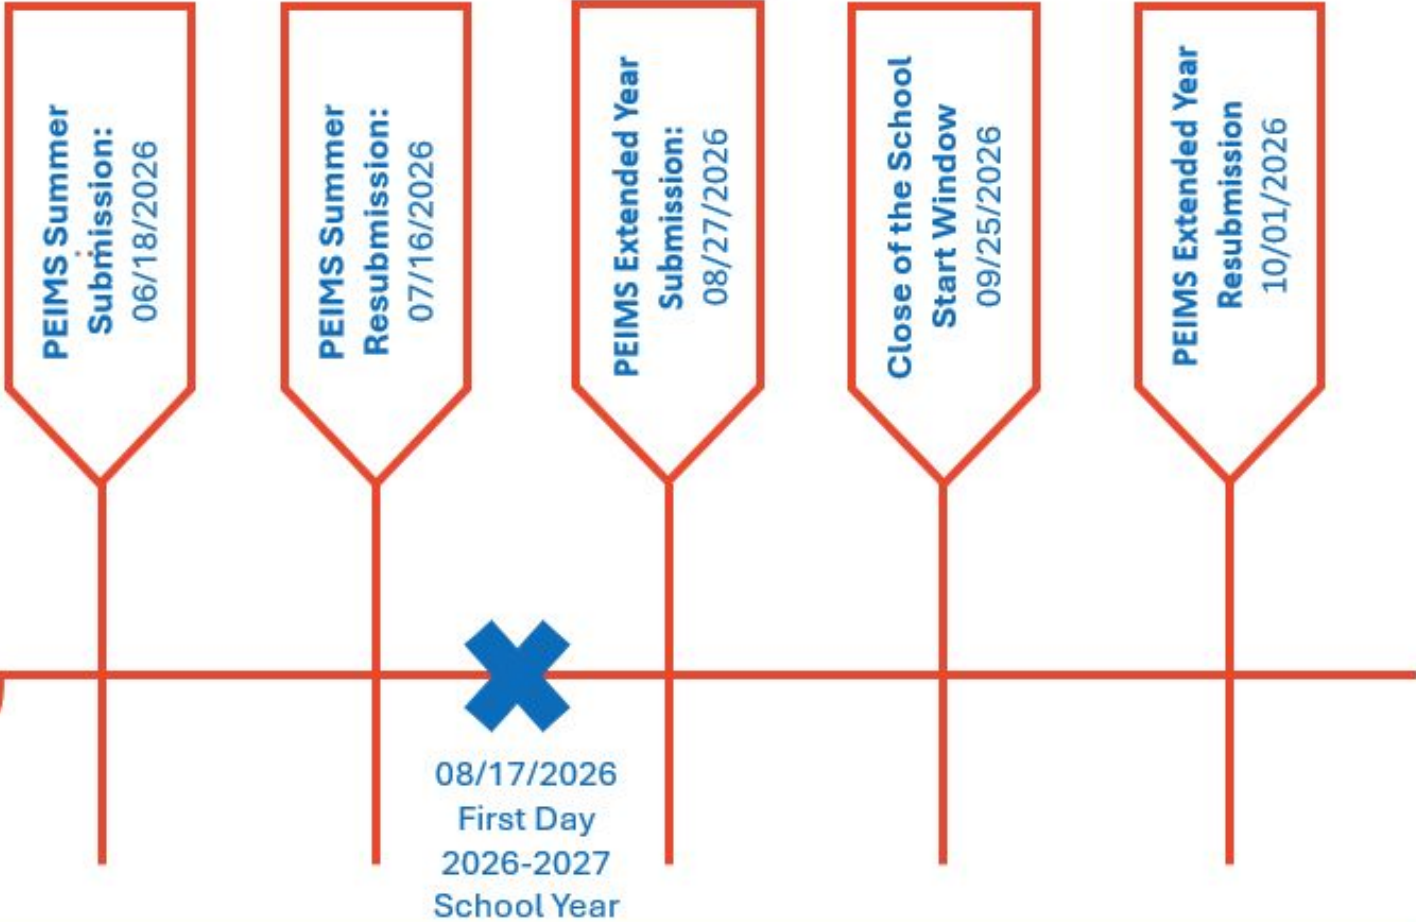 PEIMS Summer
Submission:
06/18/2026
PEIMS Summer
Resubmission:
07/16/2026
PEIMS Extended Year
Submission:
08/27/2026
Close of the School
Start Window
09/25/2026
PEIMS Extended Year
Resubmission
10/01/2026
08/17/2026
First Day
2026-2027
School Year